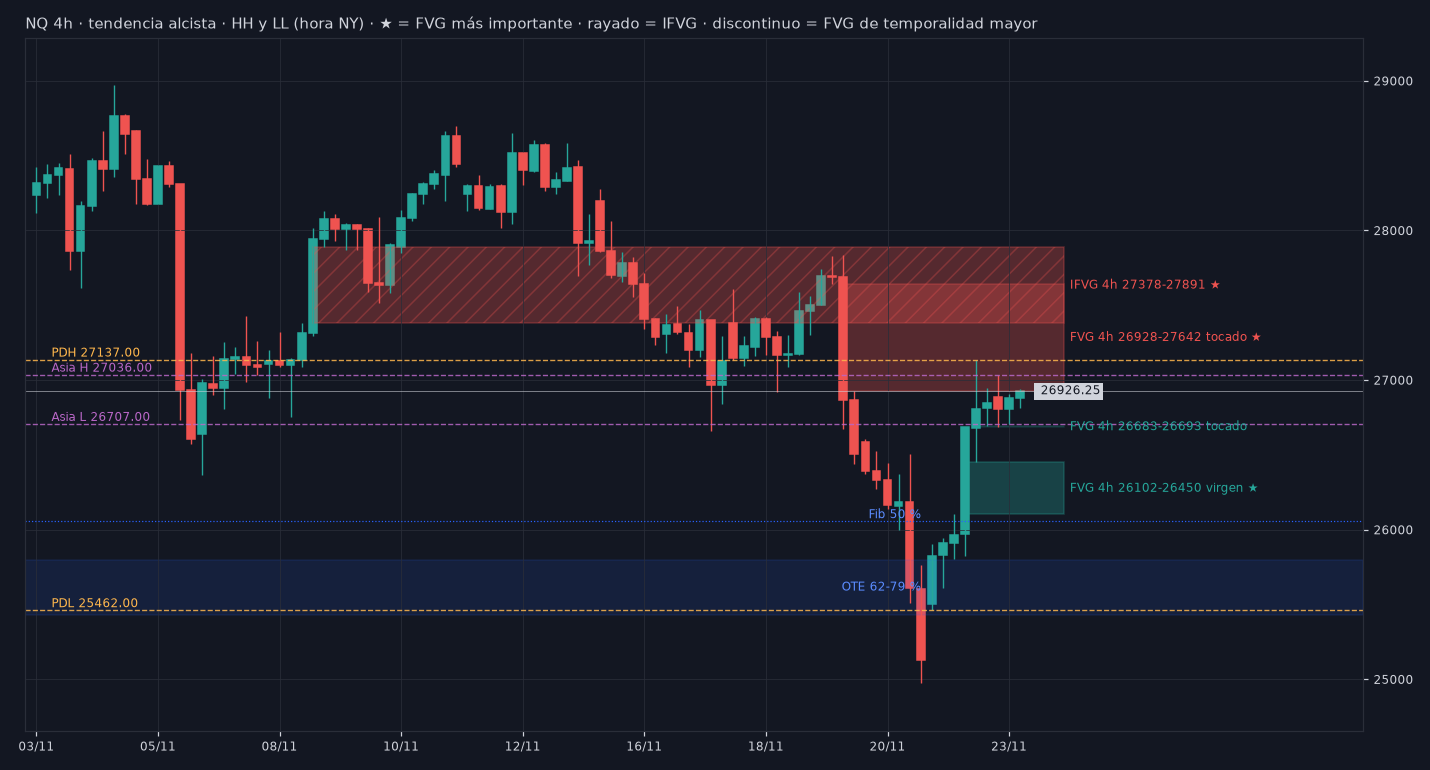 NQ 4h · tendencia alcista · HH y LL (hora NY) · ★ = FVG más importante · rayado = IFVG · discontinuo = FVG de temporalidad mayor
29000
28000
IFVG 4h 27378-27891 ★
FVG 4h 26928-27642 tocado ★
PDH 27137.00
Asia H 27036.00
27000
26926.25
Asia L 26707.00
FVG 4h 26683-26693 tocado
FVG 4h 26102-26450 virgen ★
Fib 50 %
26000
OTE 62-79 %
PDL 25462.00
25000
03/11 05/11 08/11 10/11 12/11 16/11 18/11 20/11 23/11